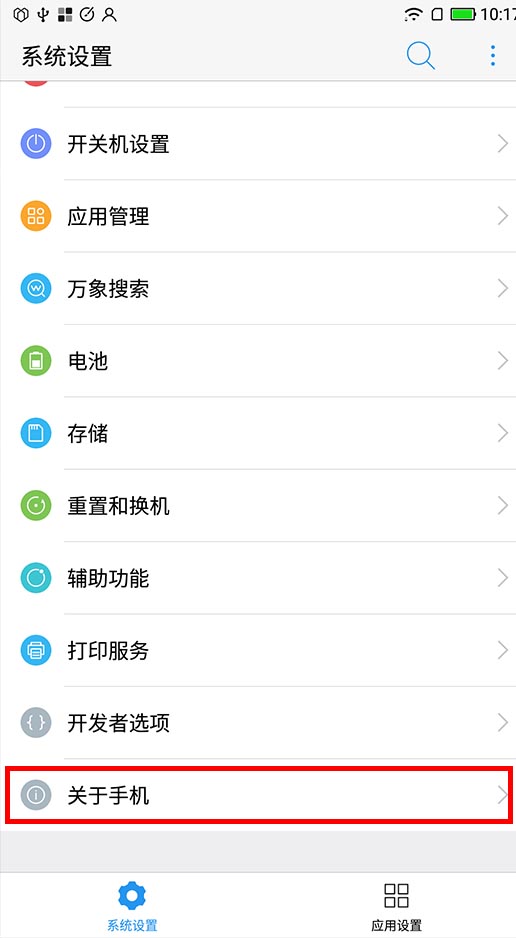 10:17
系统设置
开关机设置
应用管理
万象搜索
电池
存储
重置和换机
辅助功能
打印服务
开发者选项
关于手机
系统设置
应用设置